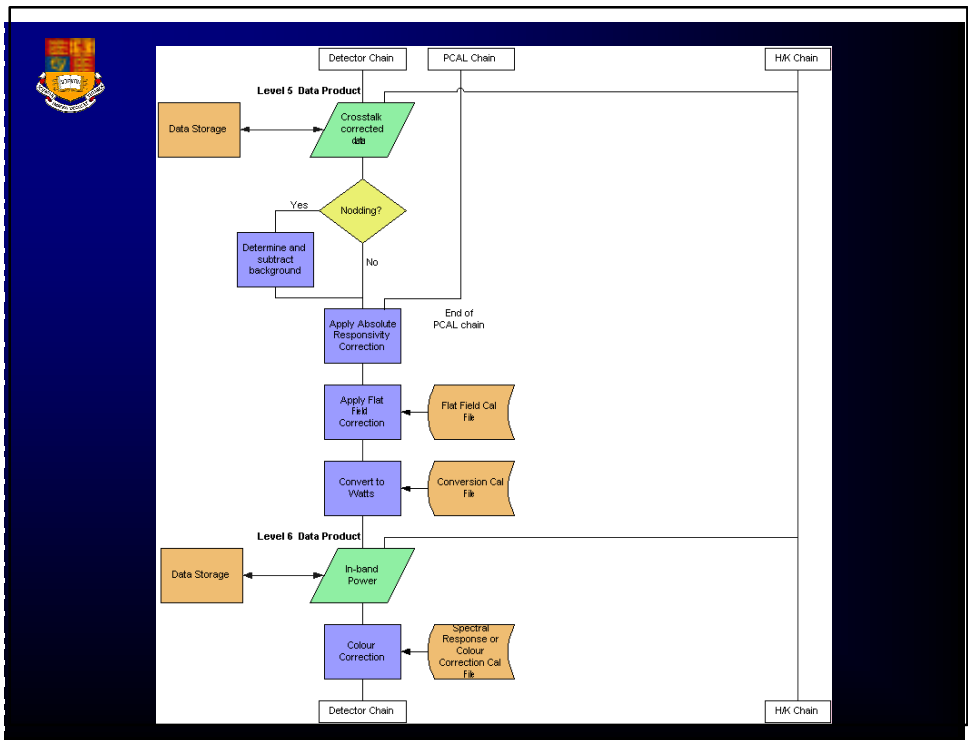 Detector Chain
PCAL Chain
H/K Chain
Level 5 Data Product
Data Storage
Crosstalk
corrected
data
Yes
Nodding?
Determine and
subtract
background
No
End of
PCAL chain
Apply Absolute
Responsivity
Correction
Apply Flat
Field
Correction
Flat Field Cal
File
Convert to
Watts
Conversion Cal
File
Level 6 Data Product
Data Storage
In-band
Power
Colour
Correction
Spectral
Response or
Colour
Correction Cal
File
Detector Chain
H/K Chain